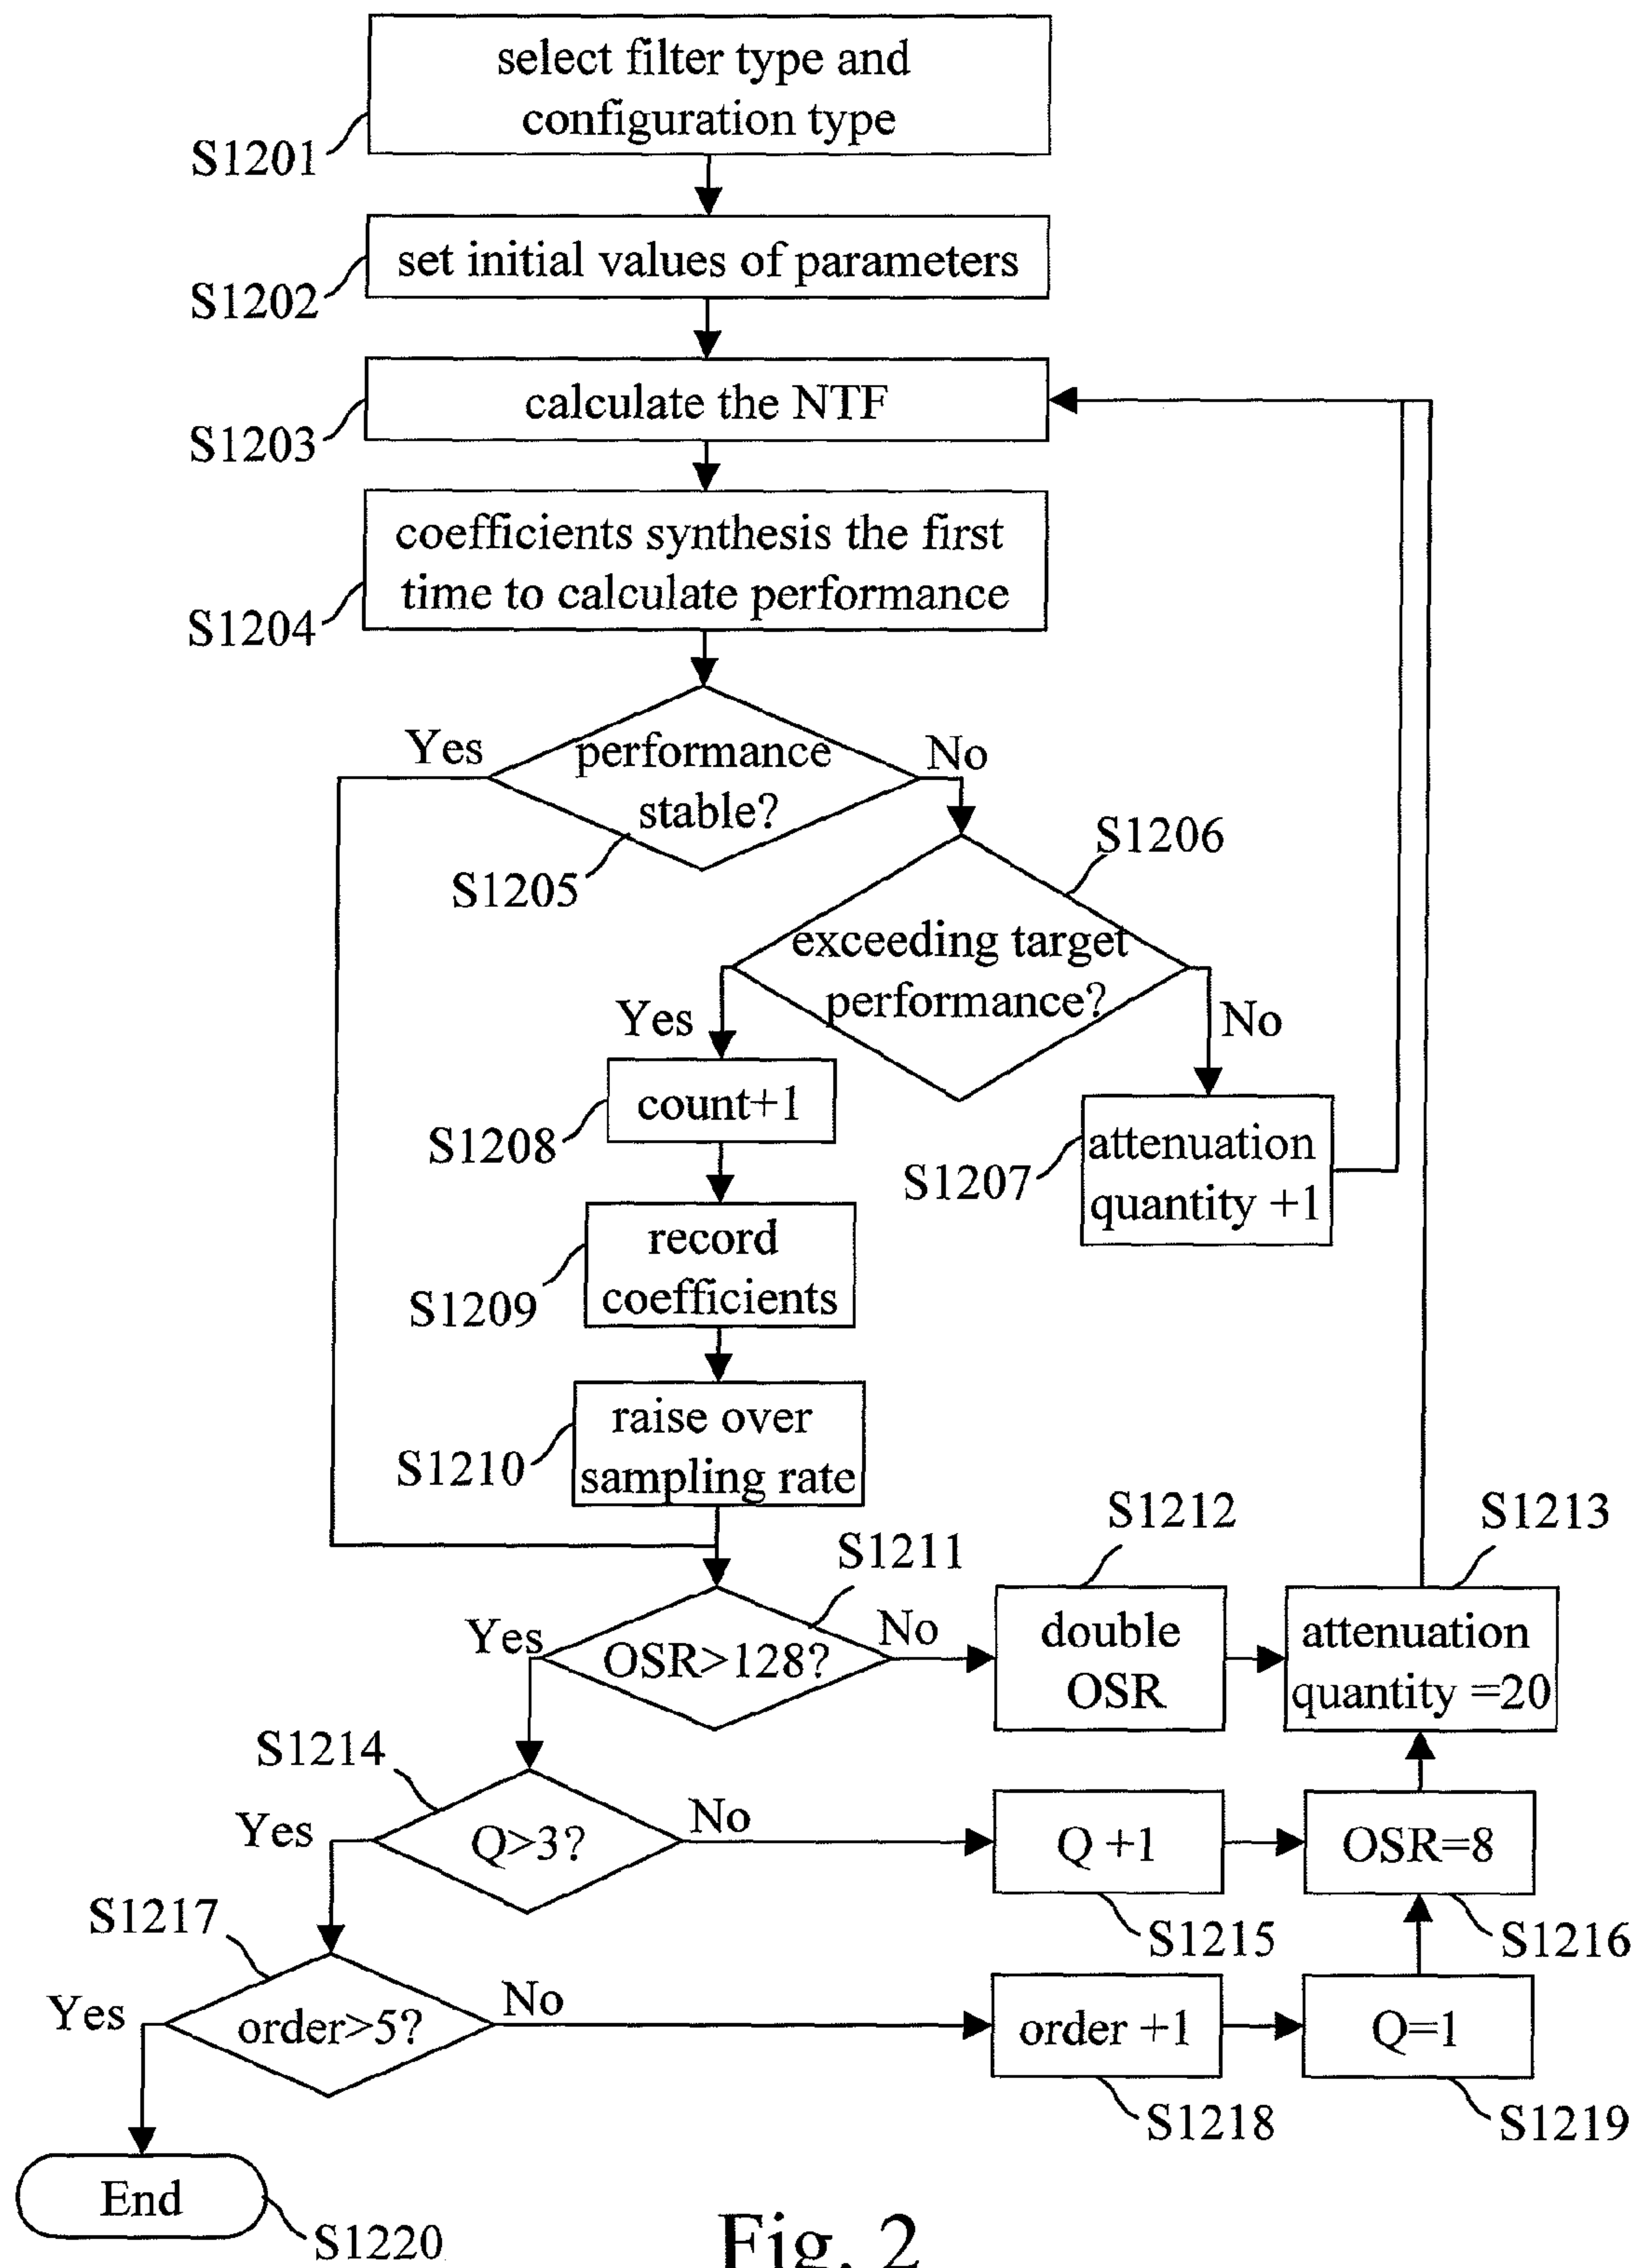 select filter type and
configuration type
S1201
set initial values of parameters
S1202
calculate the NTF
S1203
coefficients synthesis the first
time to calculate performance
S1204
performance
stable?
Yes
No
S1205
S1206
exceeding target
performance?
Yes
No
count+1
S1208
attenuation
quantity +1
S1207
record
coefficients
S1209
raise over
sampling rate
S1210
S1211
S1212
S1213
OSR>128?
Yes
No
double
OSR
attenuation
quantity =20
S1214
Q>3?
Yes
No
Q +1
OSR=8
S1215
S1216
S1217
order>5?
Yes
No
order +1
Q=1
S1218
S1219
End
S1220
Fig. 2